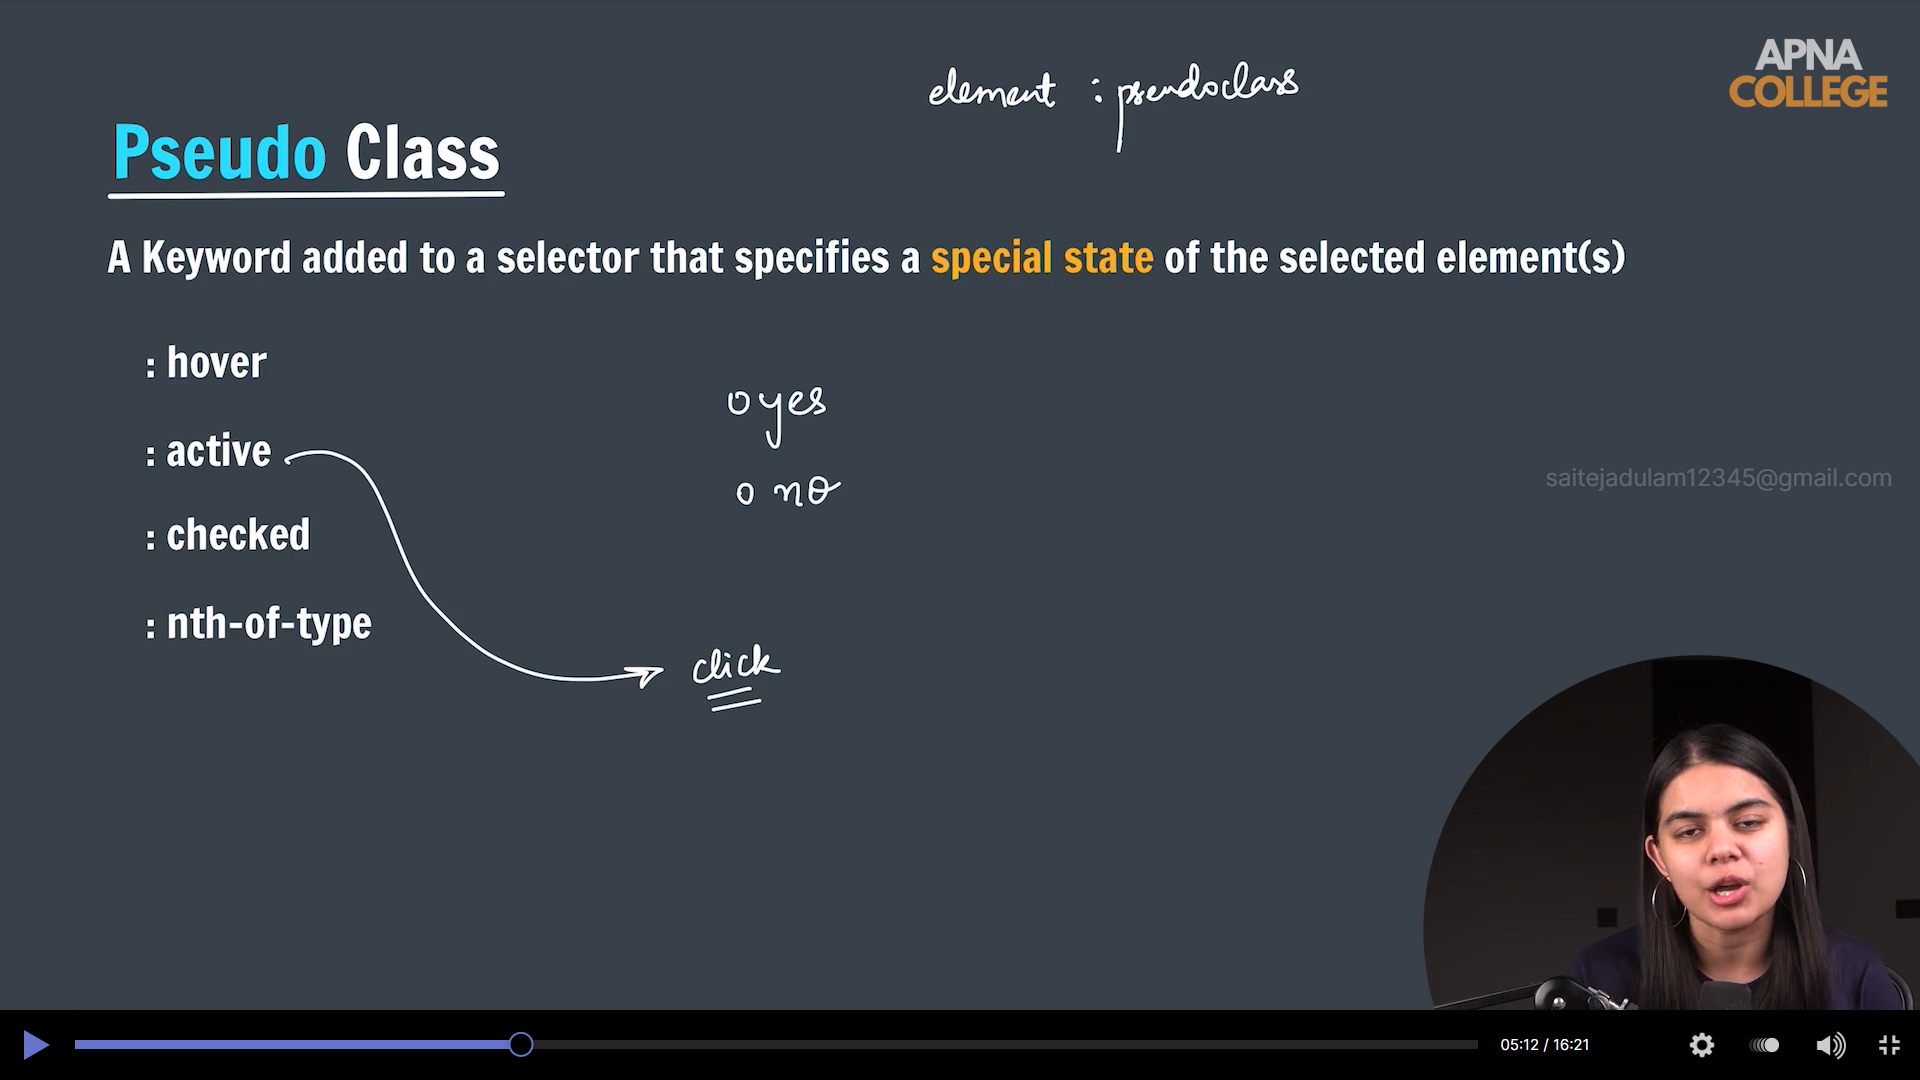 element : pseudoclass
APNA
COLLEGE
Pseudo Class
A Keyword added to a selector that specifies a special state of the selected element(s)
: hover
yes
: active
no
saitejadulam12345@gmail.com
: checked
: nth-of-type
click
05:12 / 16:21